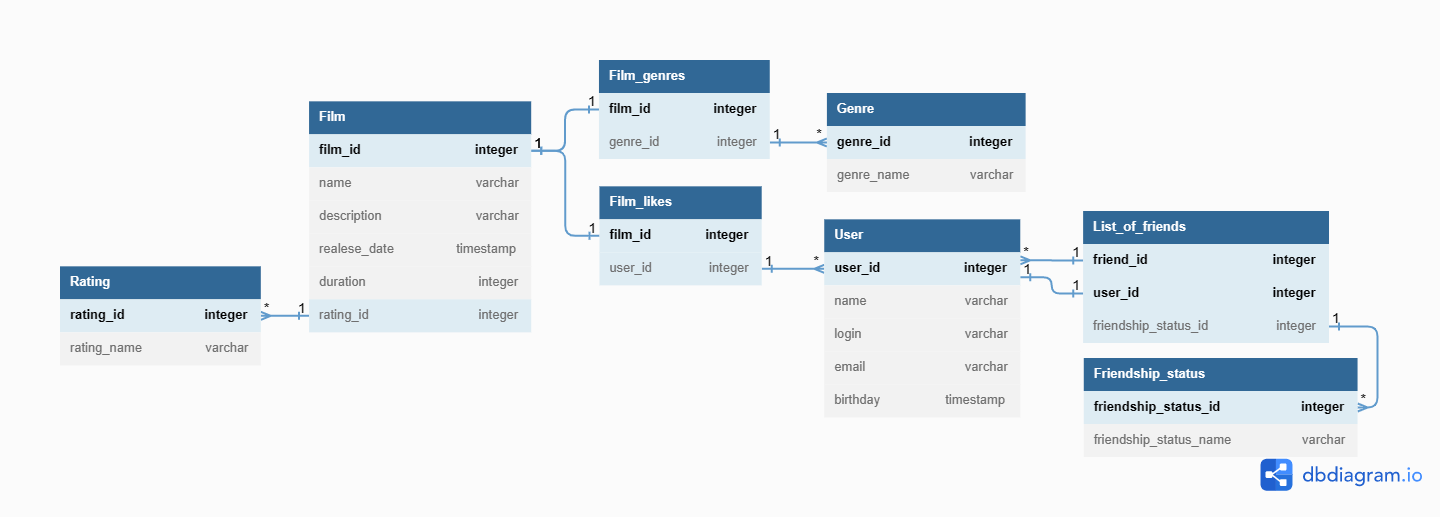 Film_genres
film_id integer
genre_id integer
Genre
genre_id integer
genre_name varchar
Film
film_id integer
name varchar
description varchar
realese_date timestamp
duration integer
rating_id integer
Film_likes
film_id integer
user_id integer
User
user_id integer
name varchar
login varchar
email varchar
birthday timestamp
List_of_friends
friend_id integer
user_id integer
friendship_status_id integer
Rating
rating_id integer
rating_name varchar
Friendship_status
friendship_status_id integer
friendship_status_name varchar
1
1
1
1
*
1
*
*
1
*
1
1
1
1
*
dbdiagram.io